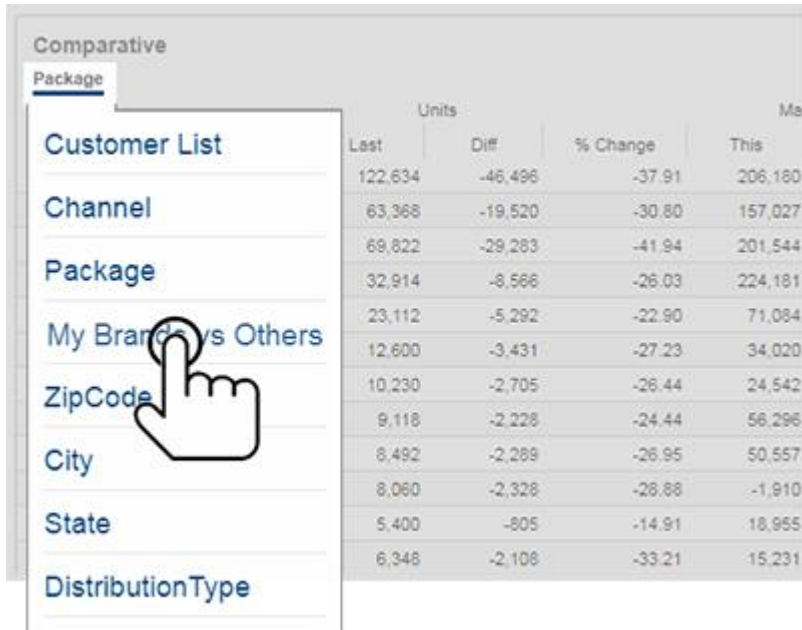 Comparative
Package
Units
Last Diff % Change This
122,634 -46,496 -37.91 206,180
63,368 -19,520 -30.80 157,027
69,822 -29,283 -41.94 201,544
32,914 -8,566 -26.03 224,181
23,112 -5,292 -22.90 71,084
12,600 -3,431 -27.23 34,020
10,230 -2,705 -26.44 24,542
9,118 -2,228 -24.44 56,296
8,492 -2,289 -26.95 50,557
8,060 -2,328 -28.88 -1,910
5,400 -805 -14.91 18,955
6,348 -2,108 -33.21 15,231
Customer List
Channel
Package
My Brands vs Others
ZipCode
City
State
DistributionType